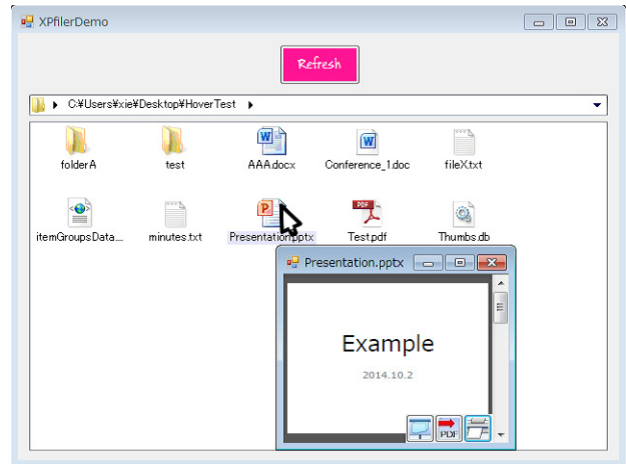 XPfilerDemo
Refresh
C:¥Users¥xie¥Desktop¥HoverTest
folderA test AAA.docx Conference_1.doc fileX.txt
PDF
itemGroupsData... minutes.txt Presentation.pptx Test.pdf Thumbs.db
Presentation.pptx
Example
2014.10.2
PDF